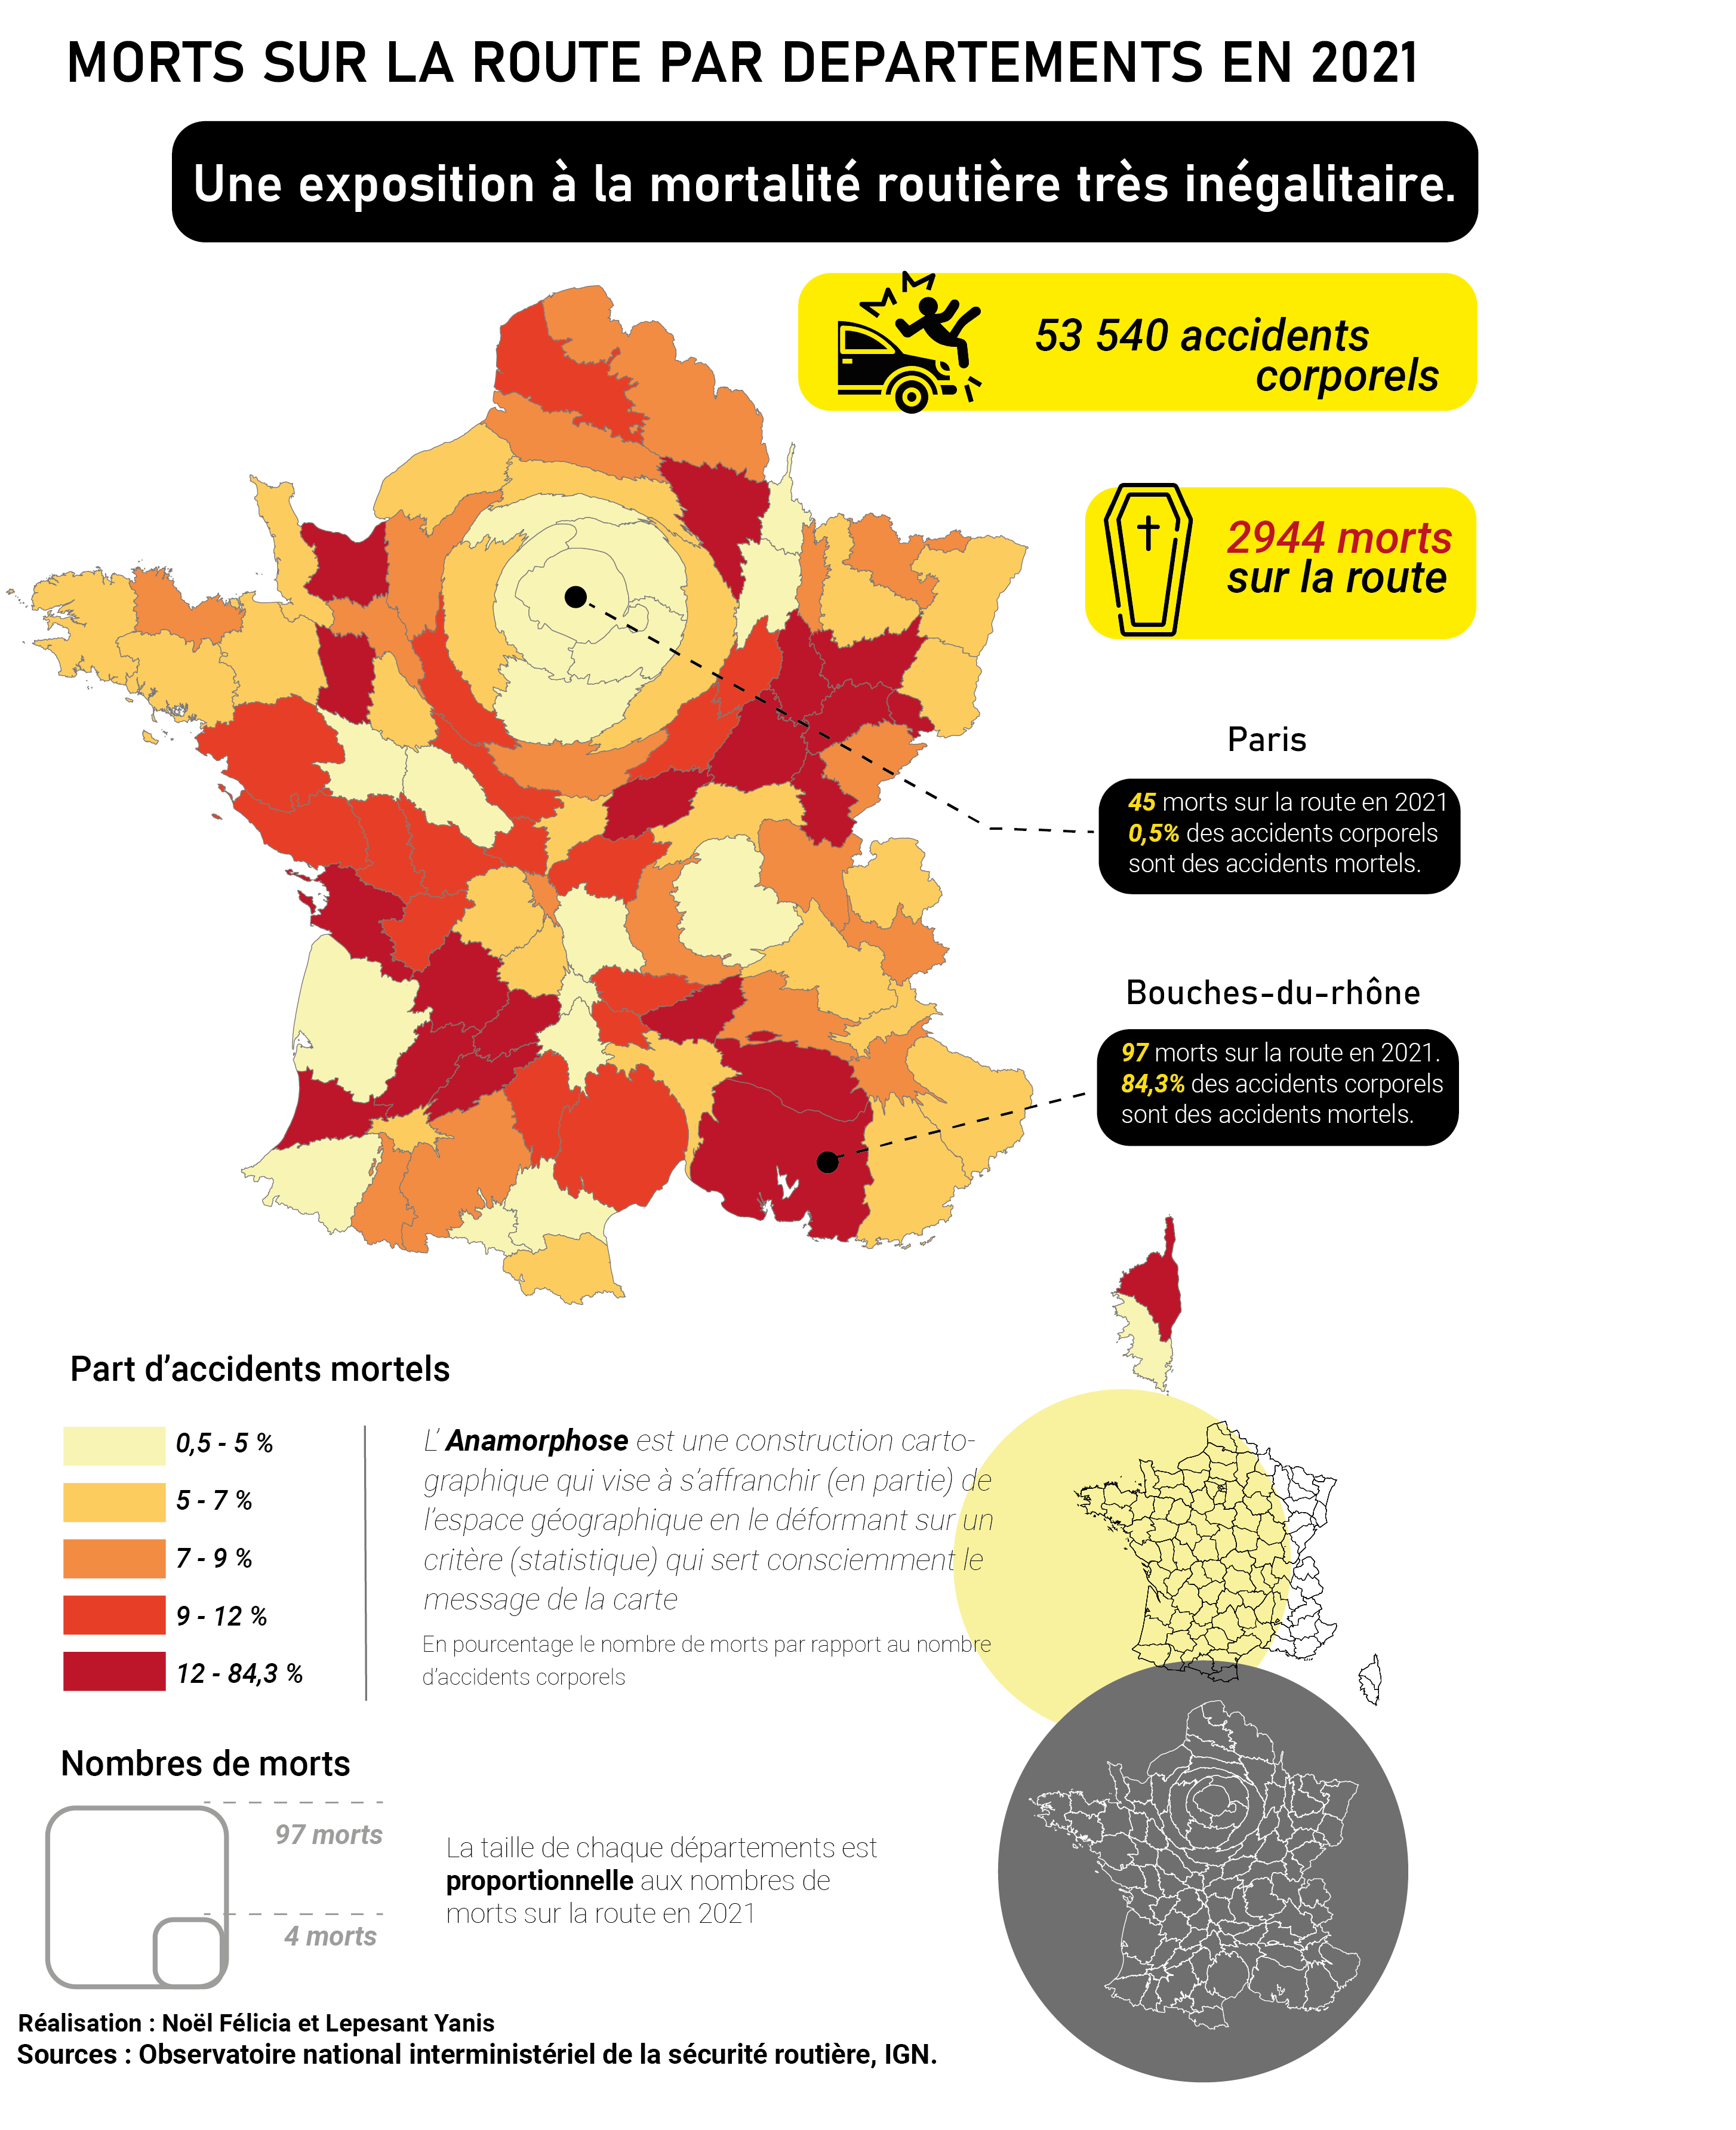 MORTS SUR LA ROUTE PAR DEPARTEMENTS EN 2021
Une exposition à la mortalité routière très inégalitaire.
53 540 accidents
corporels
2944 morts
sur la route
Paris
45 morts sur la route en 2021
0,5% des accidents corporels
sont des accidents mortels.
Bouches-du-rhône
97 morts sur la route en 2021.
84,3% des accidents corporels
sont des accidents mortels.
Part d’accidents mortels
0,5 - 5 %
5 - 7 %
7 - 9 %
9 - 12 %
12 - 84,3 %
L’ Anamorphose est une construction carto-
graphique qui vise à s’affranchir (en partie) de
l’espace géographique en le déformant sur un
critère (statistique) qui sert consciemment le
message de la carte
En pourcentage le nombre de morts par rapport au nombre
d’accidents corporels
Nombres de morts
97 morts
4 morts
La taille de chaque départements est
proportionnelle aux nombres de
morts sur la route en 2021
Réalisation : Noël Félicia et Lepesant Yanis
Sources : Observatoire national interministériel de la sécurité routière, IGN.